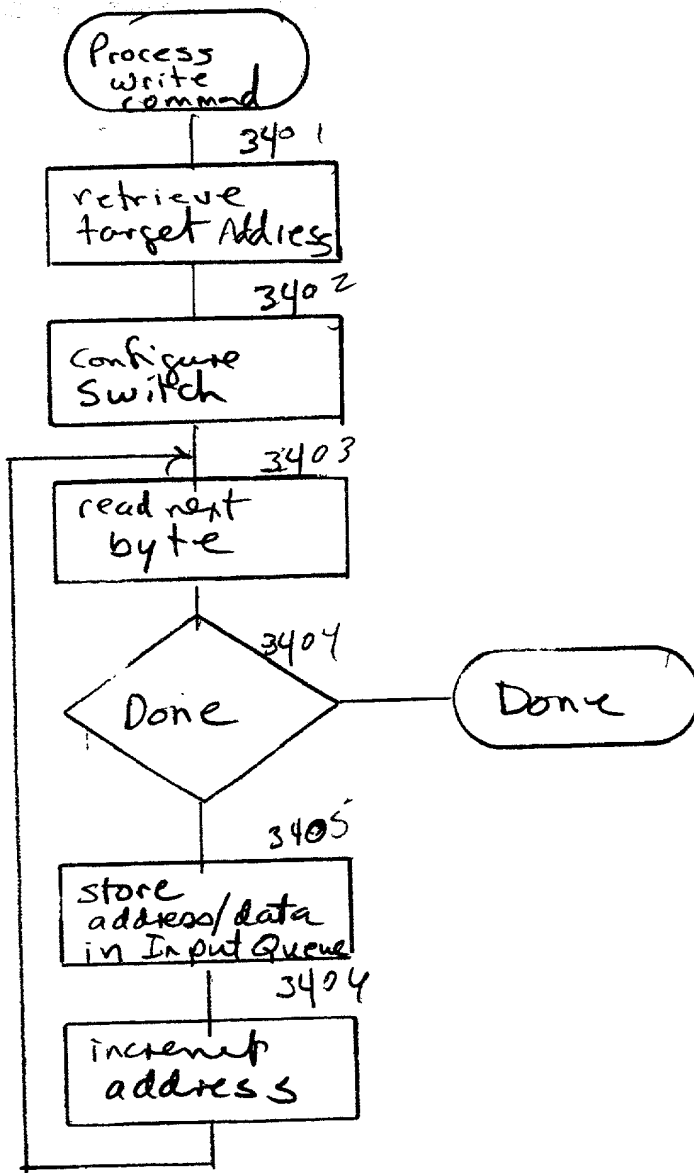 Process
write
command
3401
retrieve
target Address
3402
configure
Switch
3403
read next
byte
3404
Done
Done
3405
store
address/data
in Input Queue
3404
increment
address